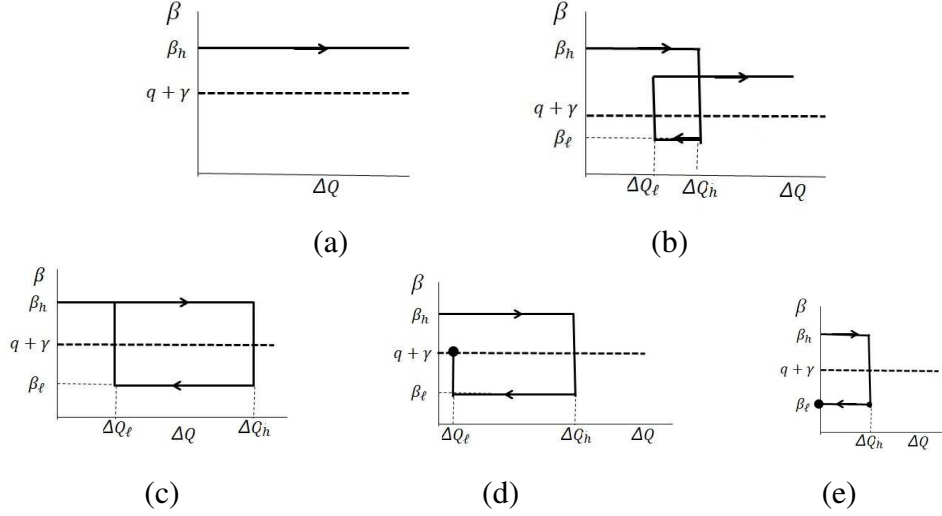 β
β_h
q + γ
ΔQ
(a)
β
β_h
q + γ
β_ℓ
ΔQ_ℓ
ΔQ_h
ΔQ
(b)
β
β_h
q + γ
β_ℓ
ΔQ_ℓ
ΔQ
ΔQ_h
(c)
β
β_h
q + γ
β_ℓ
ΔQ_ℓ
ΔQ_h
ΔQ
(d)
β
β_h
q + γ
β_ℓ
ΔQ_h
ΔQ
(e)